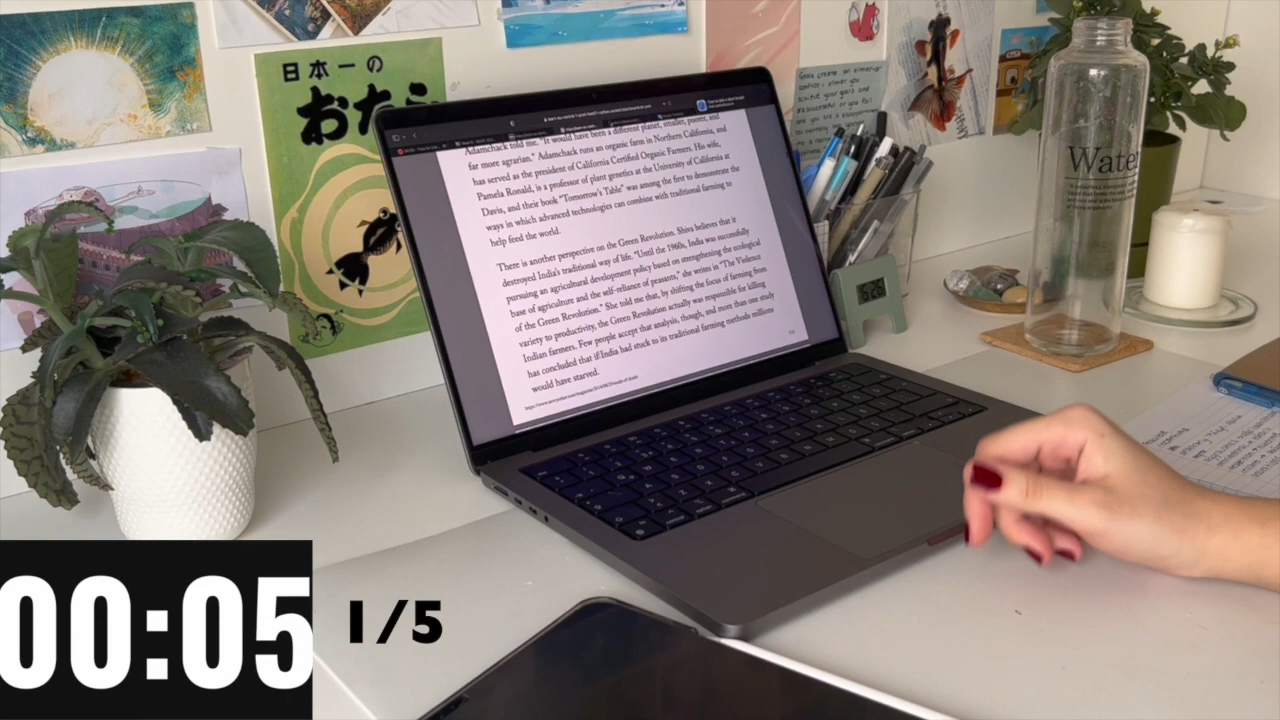 日本一の
おなら
Adamchack told me. "It would have been a different planet, smaller, poorer, and
far more agrarian." Adamchack runs an organic farm in Northern California, and
has served as the president of California Certified Organic Farmers. His wife,
Pamela Ronald, is a professor of plant genetics at the University of California at
Davis, and their book "Tomorrow's Table" was among the first to demonstrate the
ways in which advanced technologies can combine with traditional farming to
help feed the world.
There is another perspective on the Green Revolution. Shiva believes that it
destroyed India's traditional way of life. "Until the 1960s, India was successfully
pursuing an agricultural development policy based on strengthening the ecological
base of agriculture and the self-reliance of peasants," she writes in "The Violence
of the Green Revolution." She told me that, by shifting the focus of farming from
variety to productivity, the Green Revolution actually was responsible for killing
Indian farmers. Few people accept that analysis, though, and more than one study
has concluded that if India had stuck to its traditional farming methods millions
would have starved.
Water
00:05
1/5